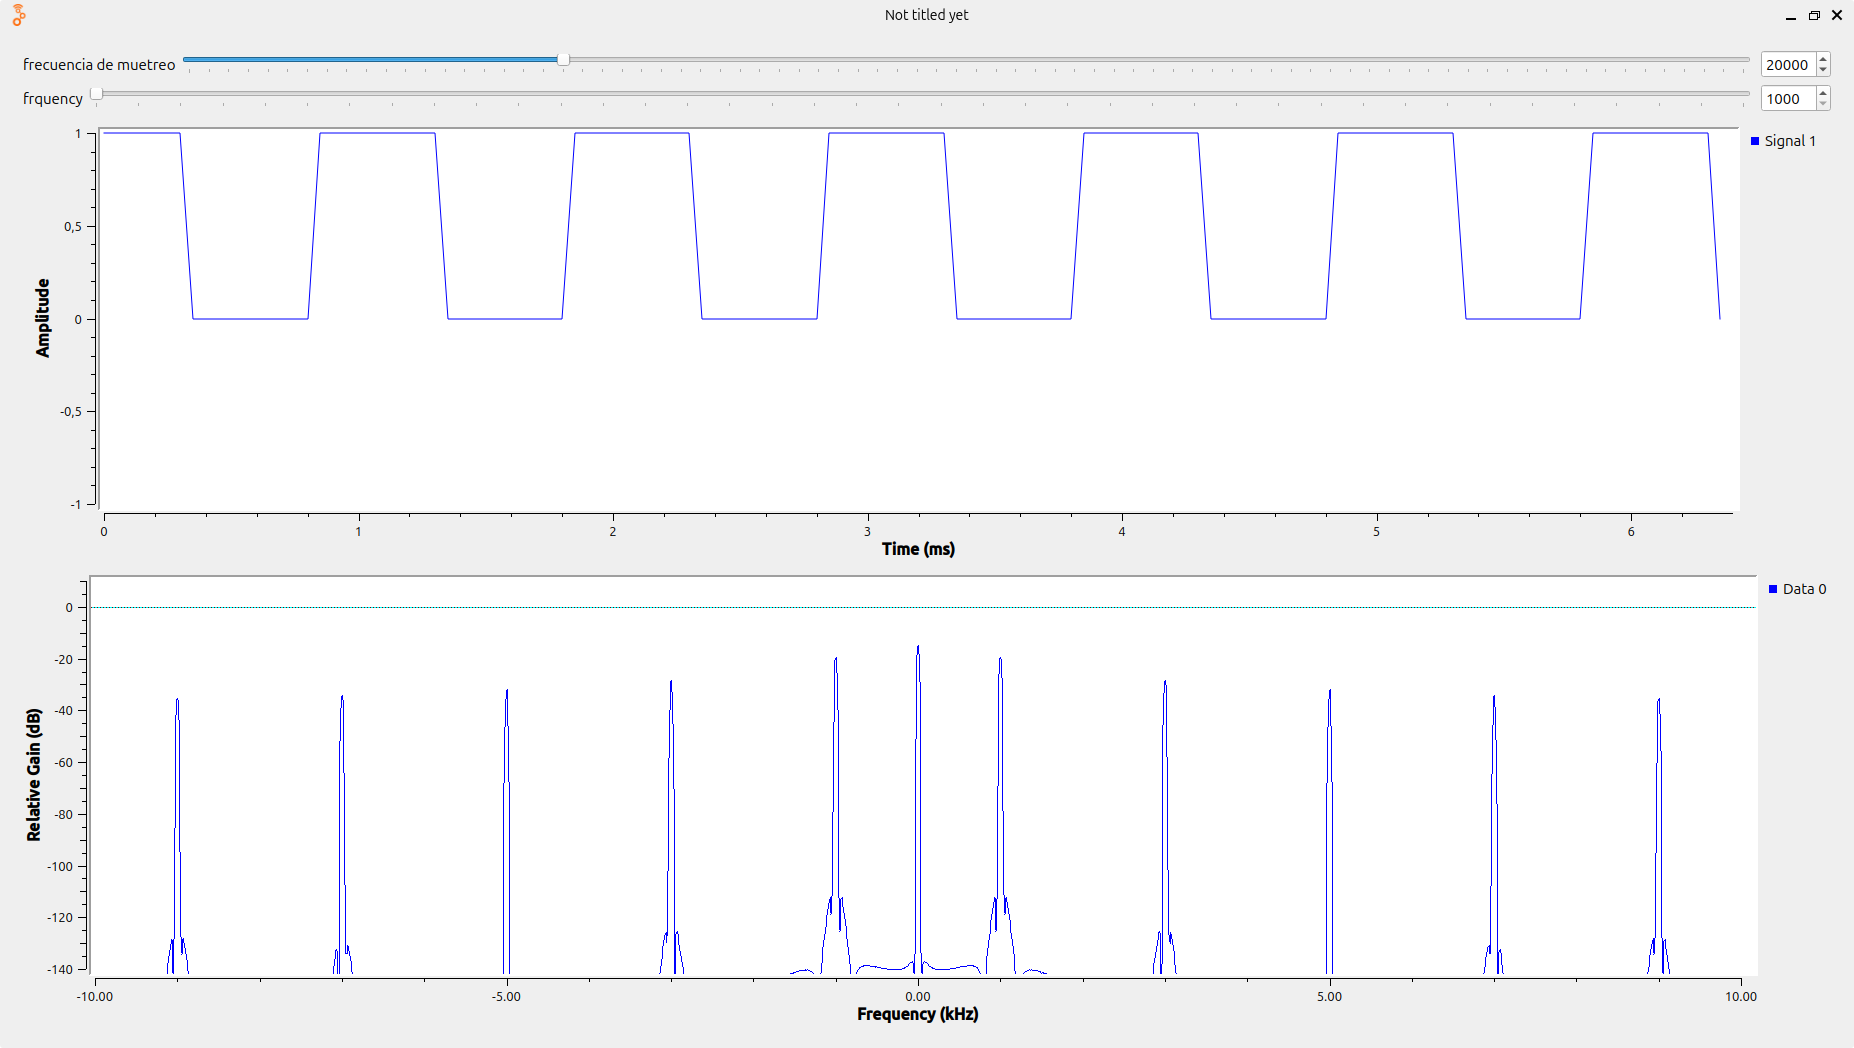 Not titled yet
frecuencia de muetreo 20000
frquency 1000
Signal 1
1
0,5
0
-0,5
-1
Amplitude
0 1 2 3 4 5 6
Time (ms)
Data 0
0
-20
-40
-60
-80
-100
-120
-140
Relative Gain (dB)
-10.00 -5.00 0.00 5.00 10.00
Frequency (kHz)